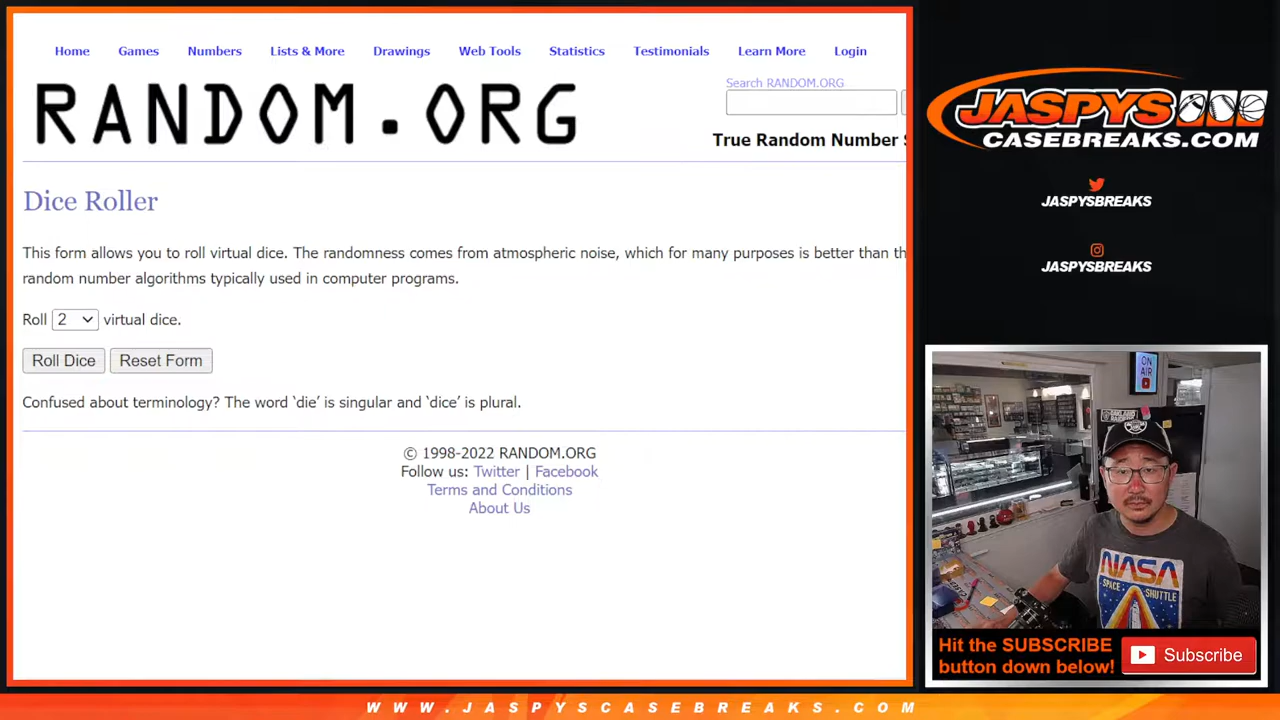 Home Games Numbers Lists & More Drawings Web Tools Statistics Testimonials Learn More Login
RANDOM.ORG
Search RANDOM.ORG
True Random Number S
Dice Roller
This form allows you to roll virtual dice. The randomness comes from atmospheric noise, which for many purposes is better than th
random number algorithms typically used in computer programs.
Roll 2 virtual dice.
Roll Dice Reset Form
Confused about terminology? The word ‘die’ is singular and ‘dice’ is plural.
© 1998-2022 RANDOM.ORG
Follow us: Twitter | Facebook
Terms and Conditions
About Us
JASPYS
CASEBREAKS.COM
JASPYSBREAKS
JASPYSBREAKS
ON
AIR
NASA
SPACE SHUTTLE
Hit the SUBSCRIBE
button down below!
Subscribe
WWW.JASPYSCASEBREAKS.COM